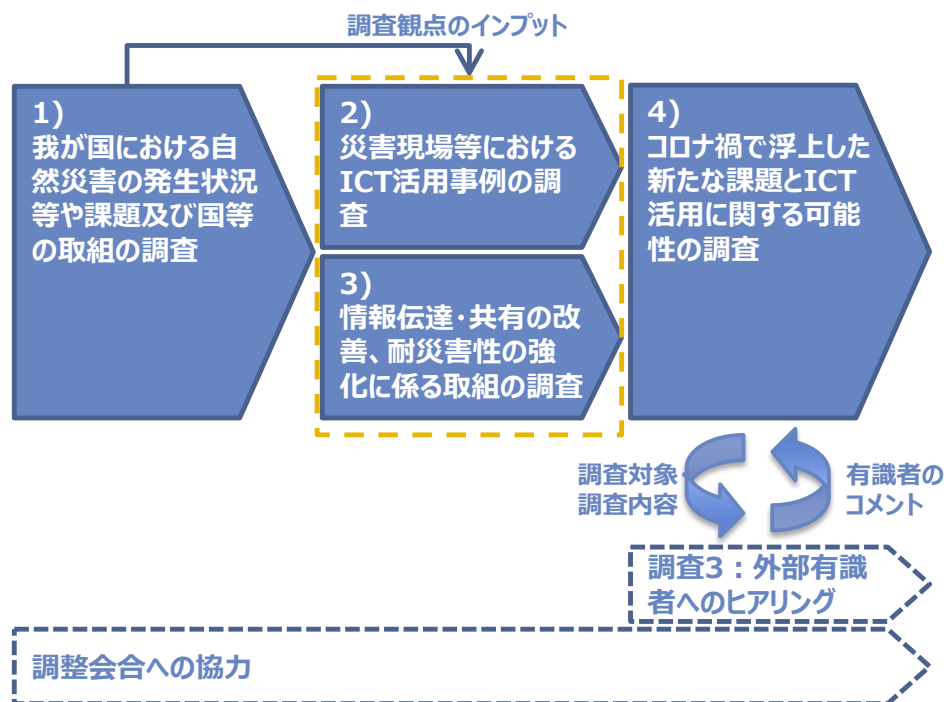 調査観点のインプット
1)
我が国における自
然災害の発生状況
等や課題及び国等
の取組の調査
2)
災害現場等における
ICT活用事例の調
査
3)
情報伝達・共有の改
善、耐災害性の強
化に係る取組の調査
4)
コロナ禍で浮上した
新たな課題とICT
活用に関する可能
性の調査
調査対象・
調査内容
有識者の
コメント
調査3：外部有識
者へのヒアリング
調整会合への協力